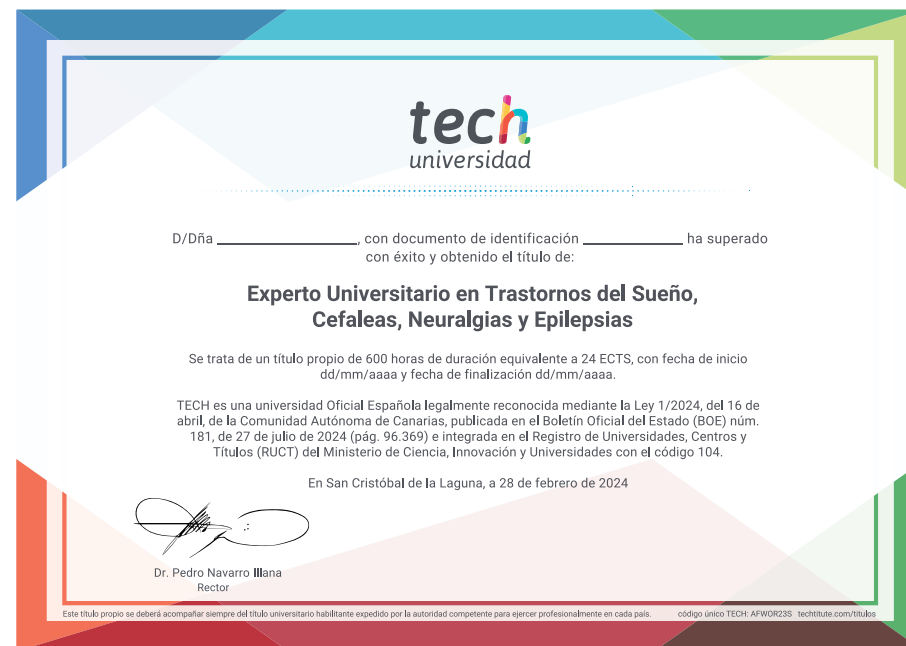 tech
universidad
D/Dña ________________, con documento de identificación ____________ ha superado
con éxito y obtenido el título de:
Experto Universitario en Trastornos del Sueño,
Cefaleas, Neuralgias y Epilepsias
Se trata de un título propio de 600 horas de duración equivalente a 24 ECTS, con fecha de inicio
dd/mm/aaaa y fecha de finalización dd/mm/aaaa.
TECH es una universidad Oficial Española legalmente reconocida mediante la Ley 1/2024, del 16 de
abril, de la Comunidad Autónoma de Canarias, publicada en el Boletín Oficial del Estado (BOE) núm.
181, de 27 de julio de 2024 (pág. 96.369) e integrada en el Registro de Universidades, Centros y
Títulos (RUCT) del Ministerio de Ciencia, Innovación y Universidades con el código 104.
En San Cristóbal de la Laguna, a 28 de febrero de 2024
Dr. Pedro Navarro Illana
Rector
Este título propio se deberá acompañar siempre del título universitario habilitante expedido por la autoridad competente para ejercer profesionalmente en cada país. código único TECH: AFWOR23S techtitute.com/titulos